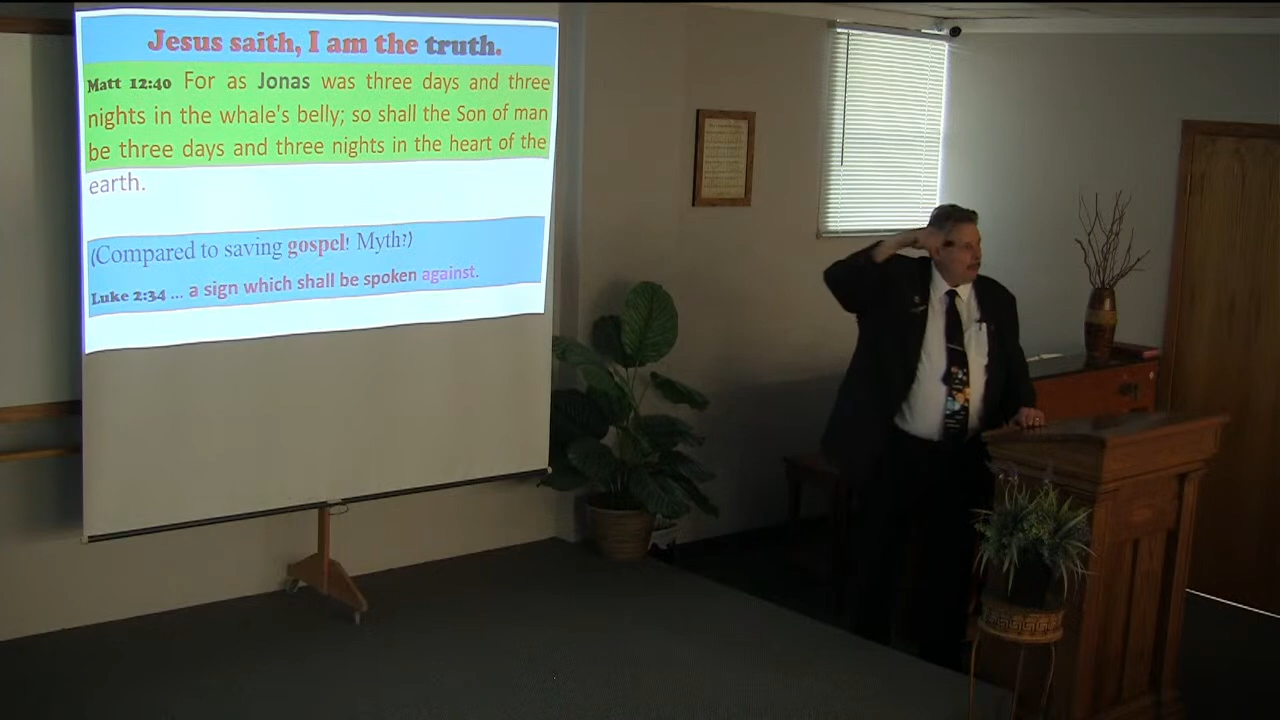 Jesus saith, I am the truth.
Matt 12:40 For as Jonas was three days and three
nights in the whale's belly; so shall the Son of man
be three days and three nights in the heart of the
earth.
(Compared to saving gospel! Myth?)
Luke 2:34 ... a sign which shall be spoken against.